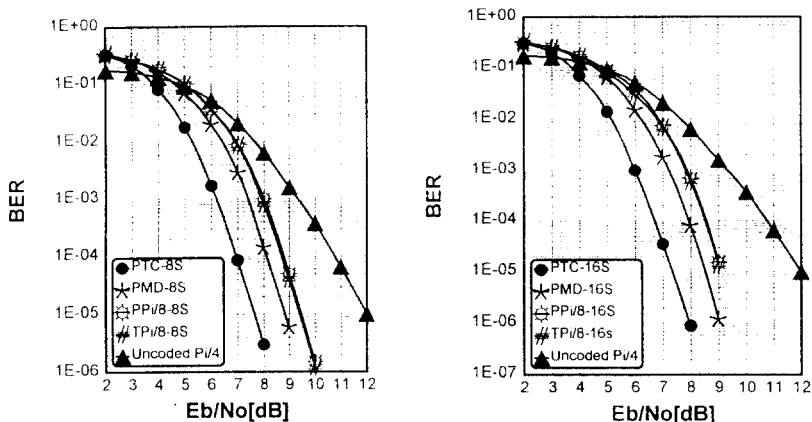 1E+00
1E-01
1E-02
1E-03
1E-04
1E-05
1E-06
BER
PTC-8S
PMD-8S
PPi/8-8S
TPi/8-8S
Uncoded Pi/4
2 3 4 5 6 7 8 9 10 11 12
Eb/No[dB]
1E+00
1E-01
1E-02
1E-03
1E-04
1E-05
1E-06
1E-07
BER
PTC-16S
PMD-16S
PPi/8-16S
TPi/8-16s
Uncoded Pi/4
2 3 4 5 6 7 8 9 10 11 12
Eb/No[dB]